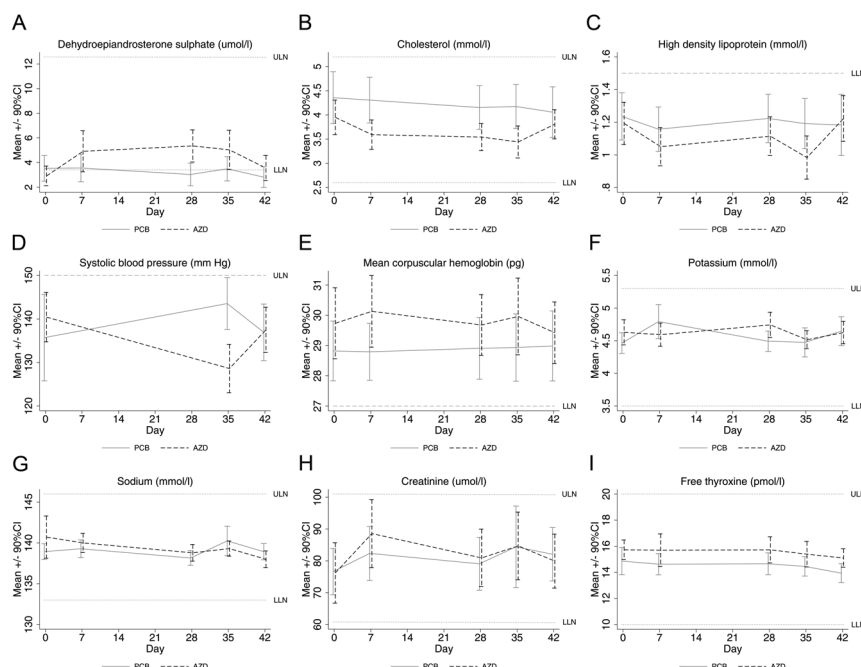 A
Dehydroepiandrosterone sulphate (umol/l)
Mean +/- 90%CI
12
10
8
6
4
2
ULN
LLN
0 7 14 21 28 35 42
Day
PCB AZD
B
Cholesterol (mmol/l)
Mean +/- 90%CI
5
4.5
4
3.5
3
2.5
ULN
LLN
0 7 14 21 28 35 42
Day
PCB AZD
C
High density lipoprotein (mmol/l)
Mean +/- 90%CI
1.6
1.4
1.2
1
.8
LLN
0 7 14 21 28 35 42
Day
PCB AZD
D
Systolic blood pressure (mm Hg)
Mean +/- 90%CI
150
140
130
120
ULN
0 7 14 21 28 35 42
Day
PCB AZD
E
Mean corpuscular hemoglobin (pg)
Mean +/- 90%CI
31
30
29
28
27
LLN
0 7 14 21 28 35 42
Day
PCB AZD
F
Potassium (mmol/l)
Mean +/- 90%CI
5.5
5
4.5
4
3.5
ULN
LLN
0 7 14 21 28 35 42
Day
PCB AZD
G
Sodium (mmol/l)
Mean +/- 90%CI
145
140
135
130
ULN
LLN
0 7 14 21 28 35 42
Day
PCB AZD
H
Creatinine (umol/l)
Mean +/- 90%CI
100
90
80
70
60
ULN
LLN
0 7 14 21 28 35 42
Day
PCB AZD
I
Free thyroxine (pmol/l)
Mean +/- 90%CI
20
18
16
14
12
10
ULN
LLN
0 7 14 21 28 35 42
Day
PCB AZD